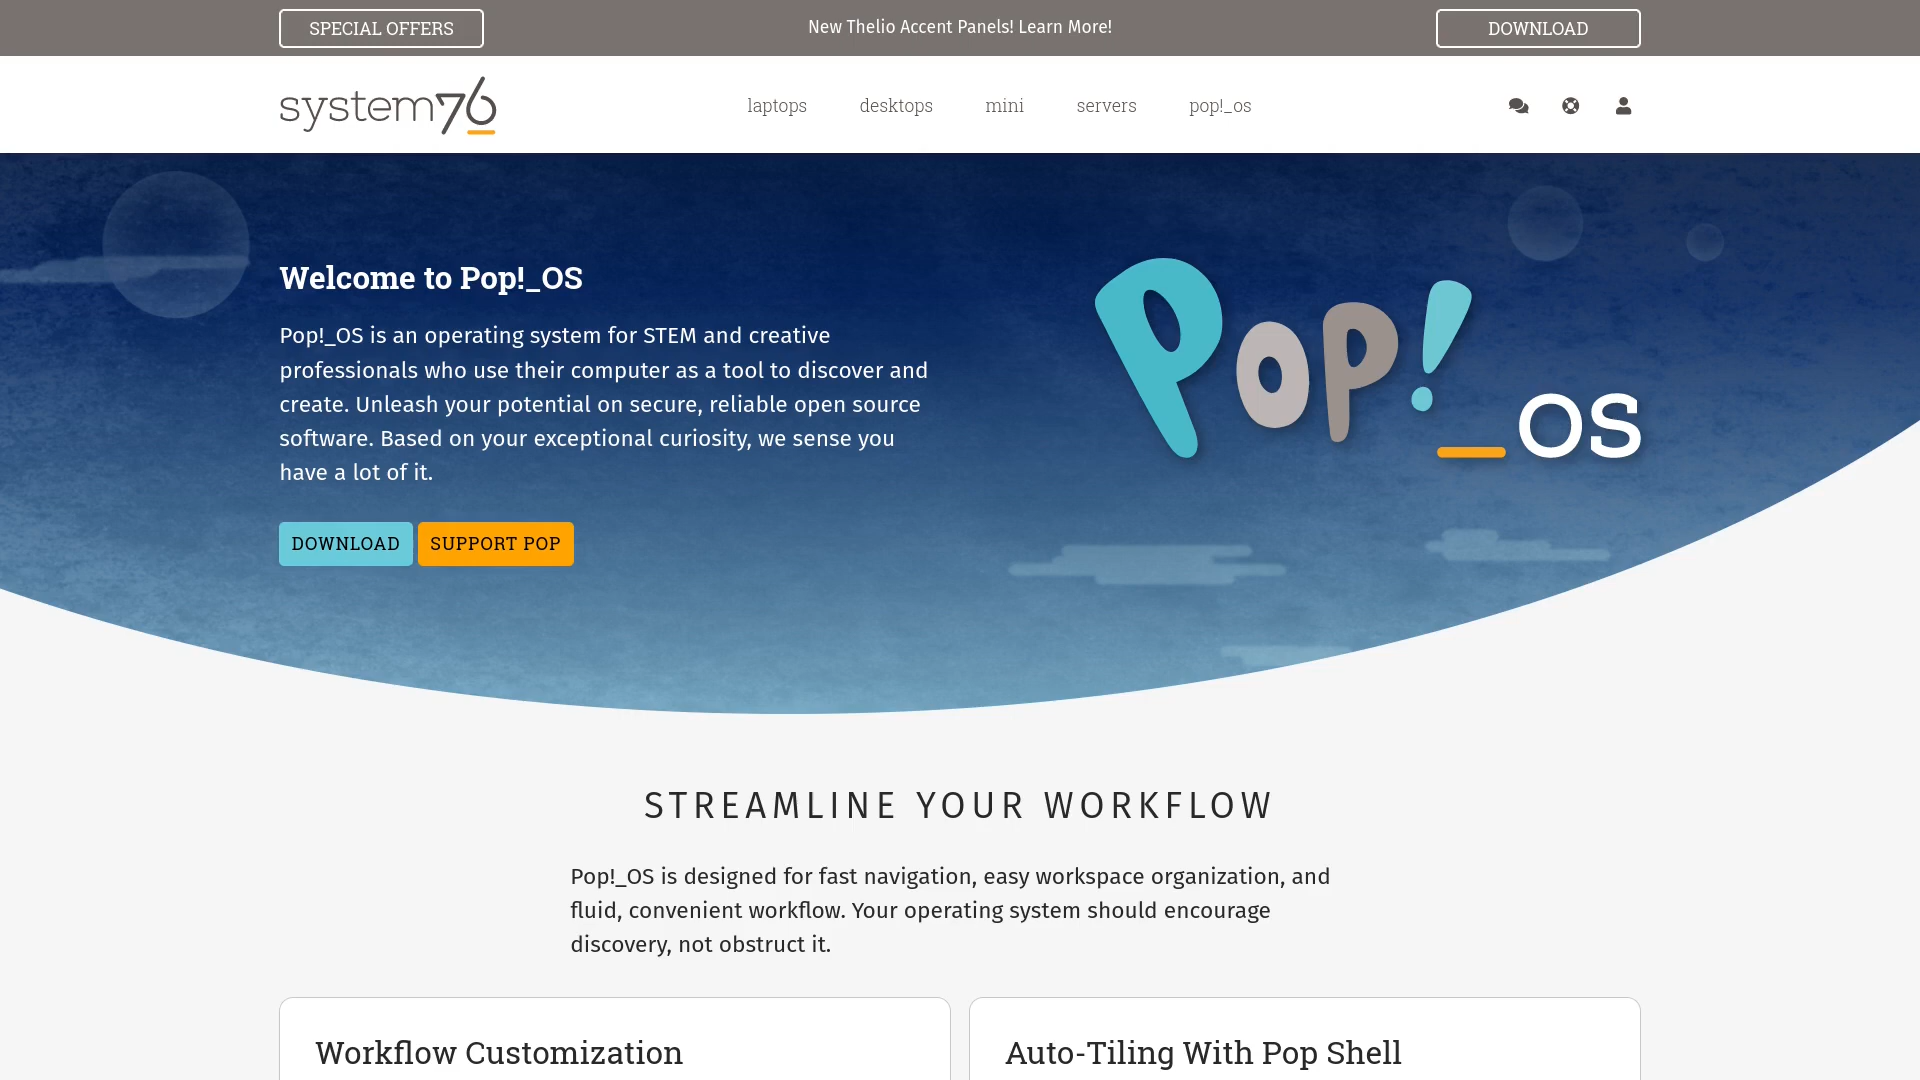 SPECIAL OFFERS
New Thelio Accent Panels! Learn More!
DOWNLOAD
system76
laptops
desktops
mini
servers
pop!_os
Welcome to Pop!_OS
Pop!_OS is an operating system for STEM and creative
professionals who use their computer as a tool to discover and
create. Unleash your potential on secure, reliable open source
software. Based on your exceptional curiosity, we sense you
have a lot of it.
DOWNLOAD
SUPPORT POP
Pop!_OS
STREAMLINE YOUR WORKFLOW
Pop!_OS is designed for fast navigation, easy workspace organization, and
fluid, convenient workflow. Your operating system should encourage
discovery, not obstruct it.
Workflow Customization
Auto-Tiling With Pop Shell